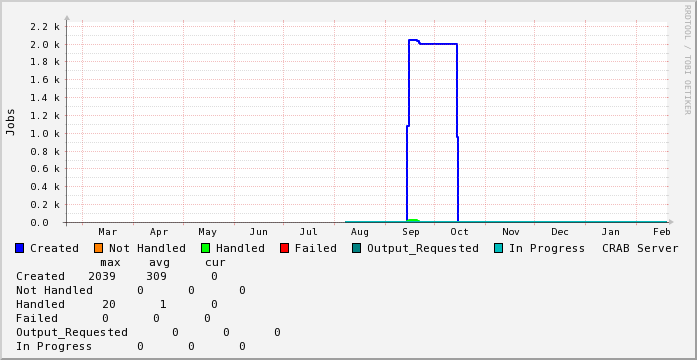 RRDTOOL / TOBI OETIKER
Jobs
2.2 k
2.0 k
1.8 k
1.6 k
1.4 k
1.2 k
1.0 k
0.8 k
0.6 k
0.4 k
0.2 k
0.0
Mar Apr May Jun Jul Aug Sep Oct Nov Dec Jan Feb
Created Not Handled Handled Failed Output_Requested In Progress CRAB Server
max avg cur
Created 2039 309 0
Not Handled 0 0 0
Handled 20 1 0
Failed 0 0 0
Output_Requested 0 0 0
In Progress 0 0 0